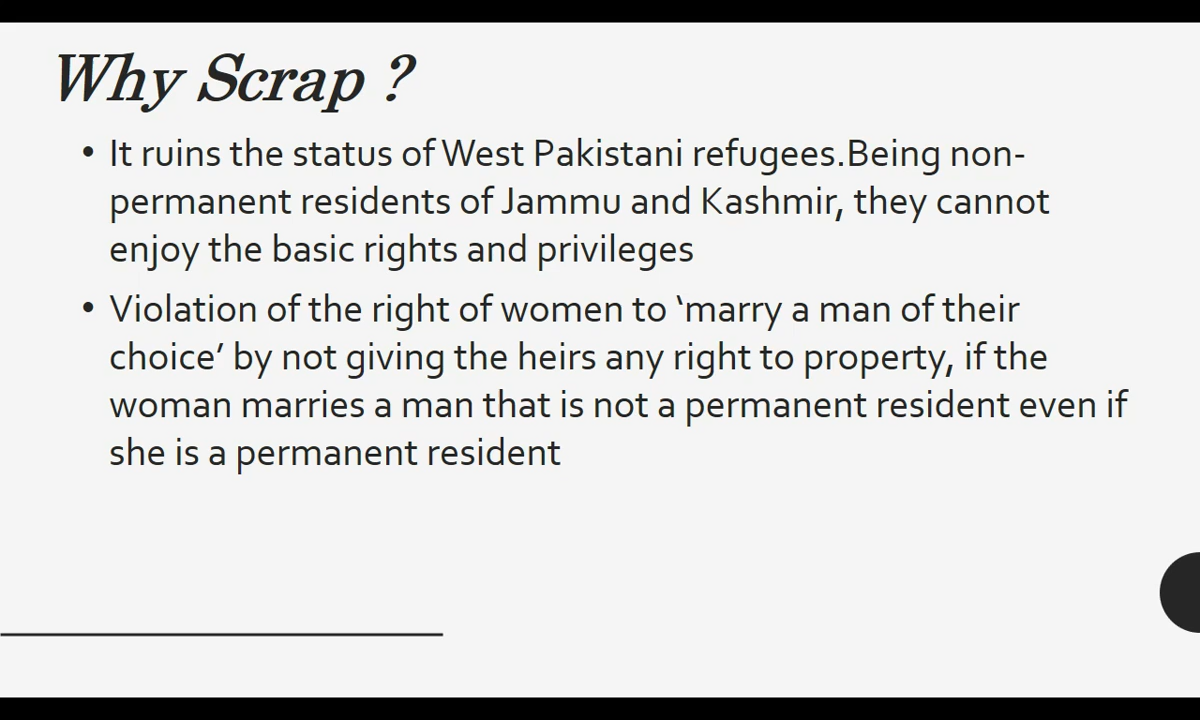 Why Scrap ?
• It ruins the status of West Pakistani refugees.Being non-
permanent residents of Jammu and Kashmir, they cannot
enjoy the basic rights and privileges
• Violation of the right of women to ‘marry a man of their
choice’ by not giving the heirs any right to property, if the
woman marries a man that is not a permanent resident even if
she is a permanent resident